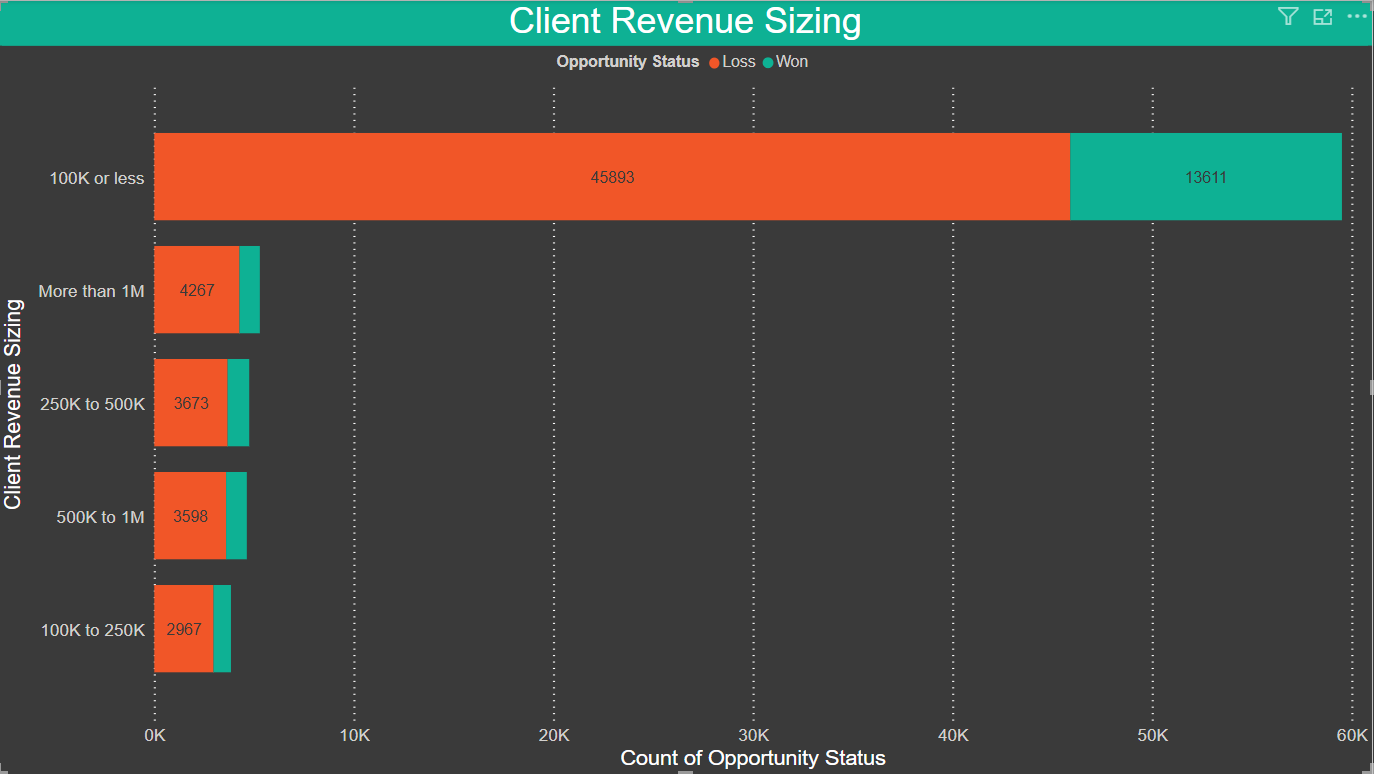 Client Revenue Sizing
Opportunity Status Loss Won
100K or less 45893 13611
More than 1M 4267
250K to 500K 3673
500K to 1M 3598
100K to 250K 2967
Client Revenue Sizing
0K 10K 20K 30K 40K 50K 60K
Count of Opportunity Status